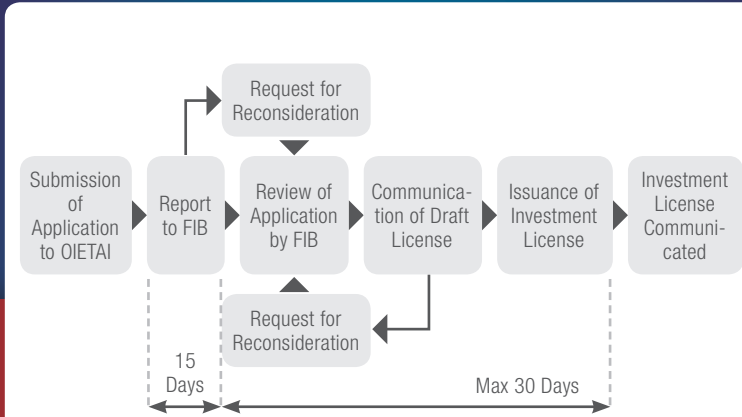 Request for
Reconsideration
Submission
of
Application
to OIETAI
Report
to FIB
Review of
Application
by FIB
Communica-
tion of Draft
License
Issuance of
Investment
License
Investment
License
Communi-
cated
Request for
Reconsideration
15
Days
Max 30 Days